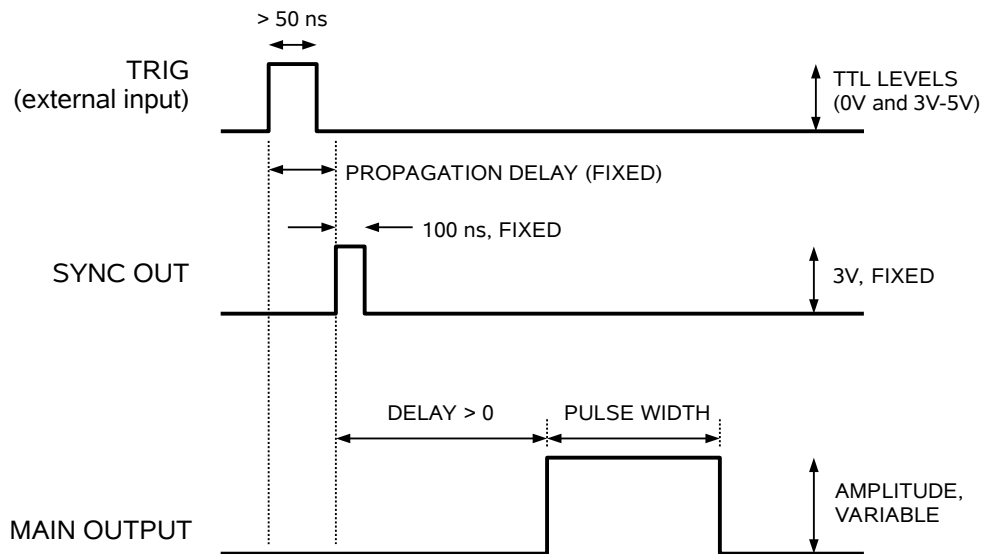 > 50 ns
TRIG
(external input)
TTL LEVELS
(0V and 3V-5V)
PROPAGATION DELAY (FIXED)
100 ns, FIXED
SYNC OUT
3V, FIXED
DELAY > 0
PULSE WIDTH
AMPLITUDE,
VARIABLE
MAIN OUTPUT